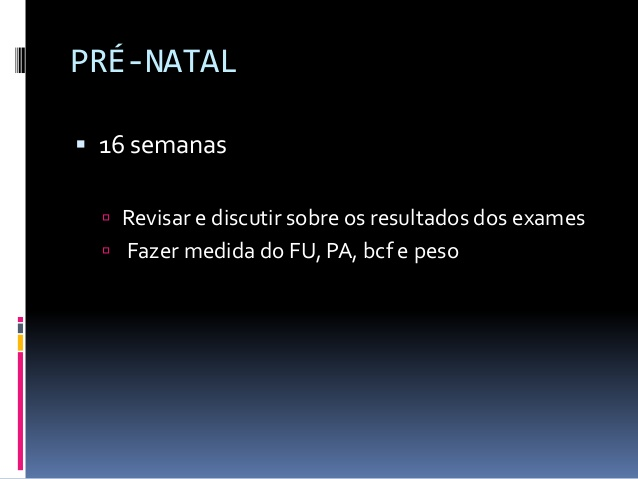 PRÉ-NATAL
16 semanas
Revisar e discutir sobre os resultados dos exames
Fazer medida do FU, PA, bcf e peso